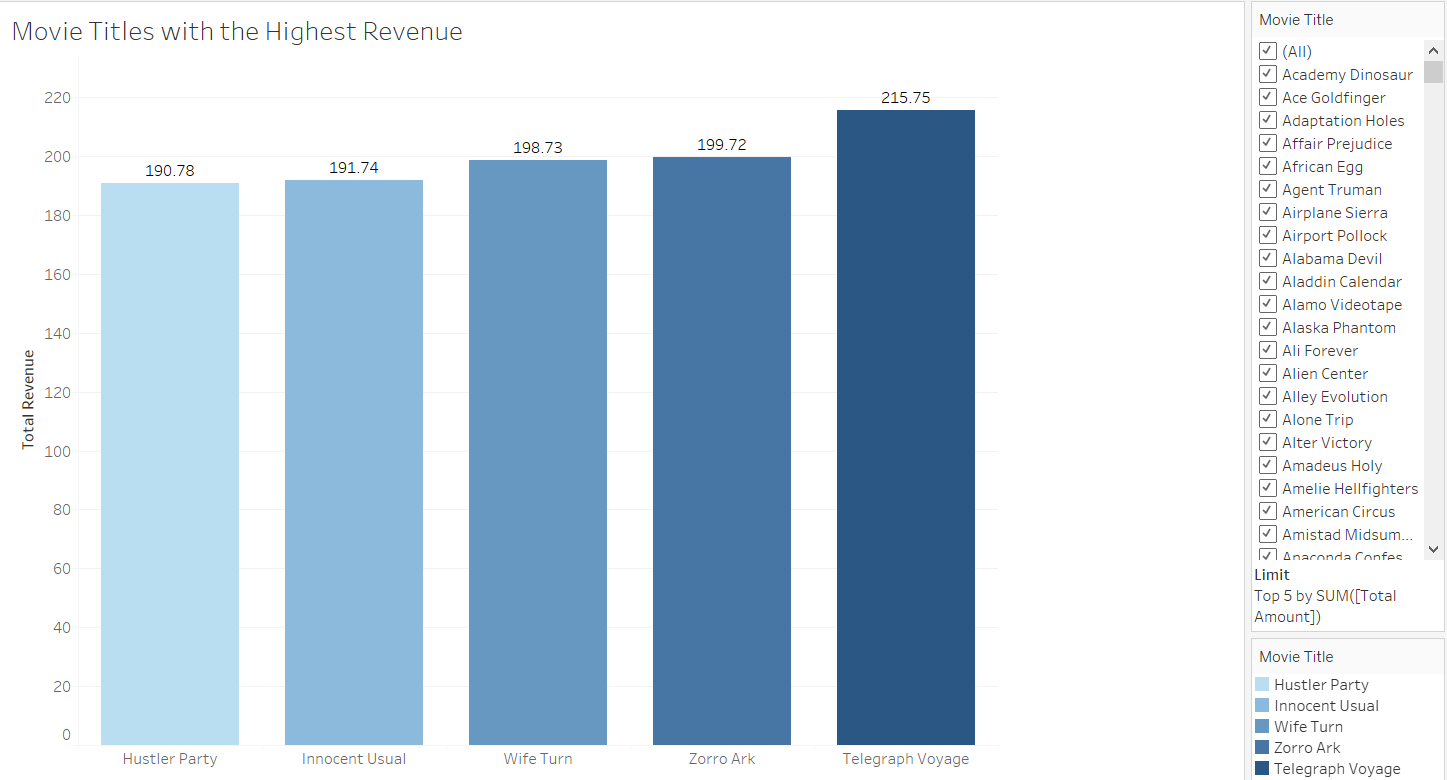 Movie Titles with the Highest Revenue
Total Revenue
220
200
180
160
140
120
100
80
60
40
20
0
190.78
191.74
198.73
199.72
215.75
Hustler Party
Innocent Usual
Wife Turn
Zorro Ark
Telegraph Voyage
Movie Title
(All)
Academy Dinosaur
Ace Goldfinger
Adaptation Holes
Affair Prejudice
African Egg
Agent Truman
Airplane Sierra
Airport Pollock
Alabama Devil
Aladdin Calendar
Alamo Videotape
Alaska Phantom
Ali Forever
Alien Center
Alley Evolution
Alone Trip
Alter Victory
Amadeus Holy
Amelie Hellfighters
American Circus
Amistad Midsum...
Anaconda Confes
Limit
Top 5 by SUM([Total
Amount])
Movie Title
Hustler Party
Innocent Usual
Wife Turn
Zorro Ark
Telegraph Voyage